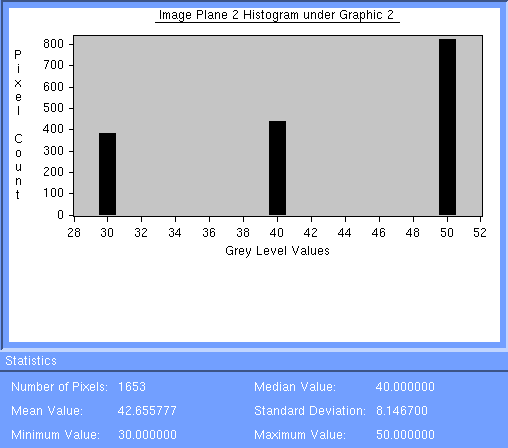 Image Plane 2 Histogram under Graphic 2
Pixel Count
800
700
600
500
400
300
200
100
0
28 30 32 34 36 38 40 42 44 46 48 50 52
Grey Level Values
Statistics
Number of Pixels: 1653 Median Value: 40.000000
Mean Value: 42.655777 Standard Deviation: 8.146700
Minimum Value: 30.000000 Maximum Value: 50.000000